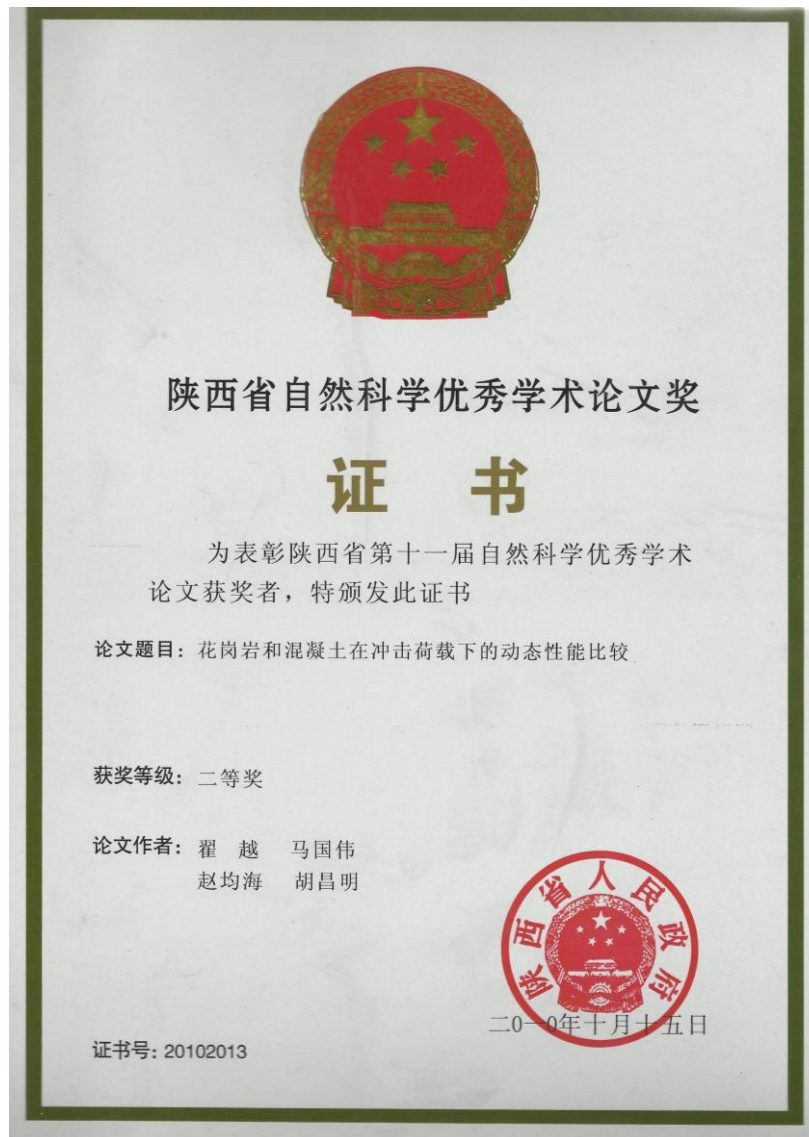 陕西省自然科学优秀学术论文奖
证 书
为表彰陕西省第十一届自然科学优秀学术
论文获奖者，特颁发此证书
论文题目：花岗岩和混凝土在冲击荷载下的动态性能比较
获奖等级：二等奖
论文作者：翟 越 马国伟
赵均海 胡昌明
陕西省人民政府
二0一0年十月十五日
证书号：20102013